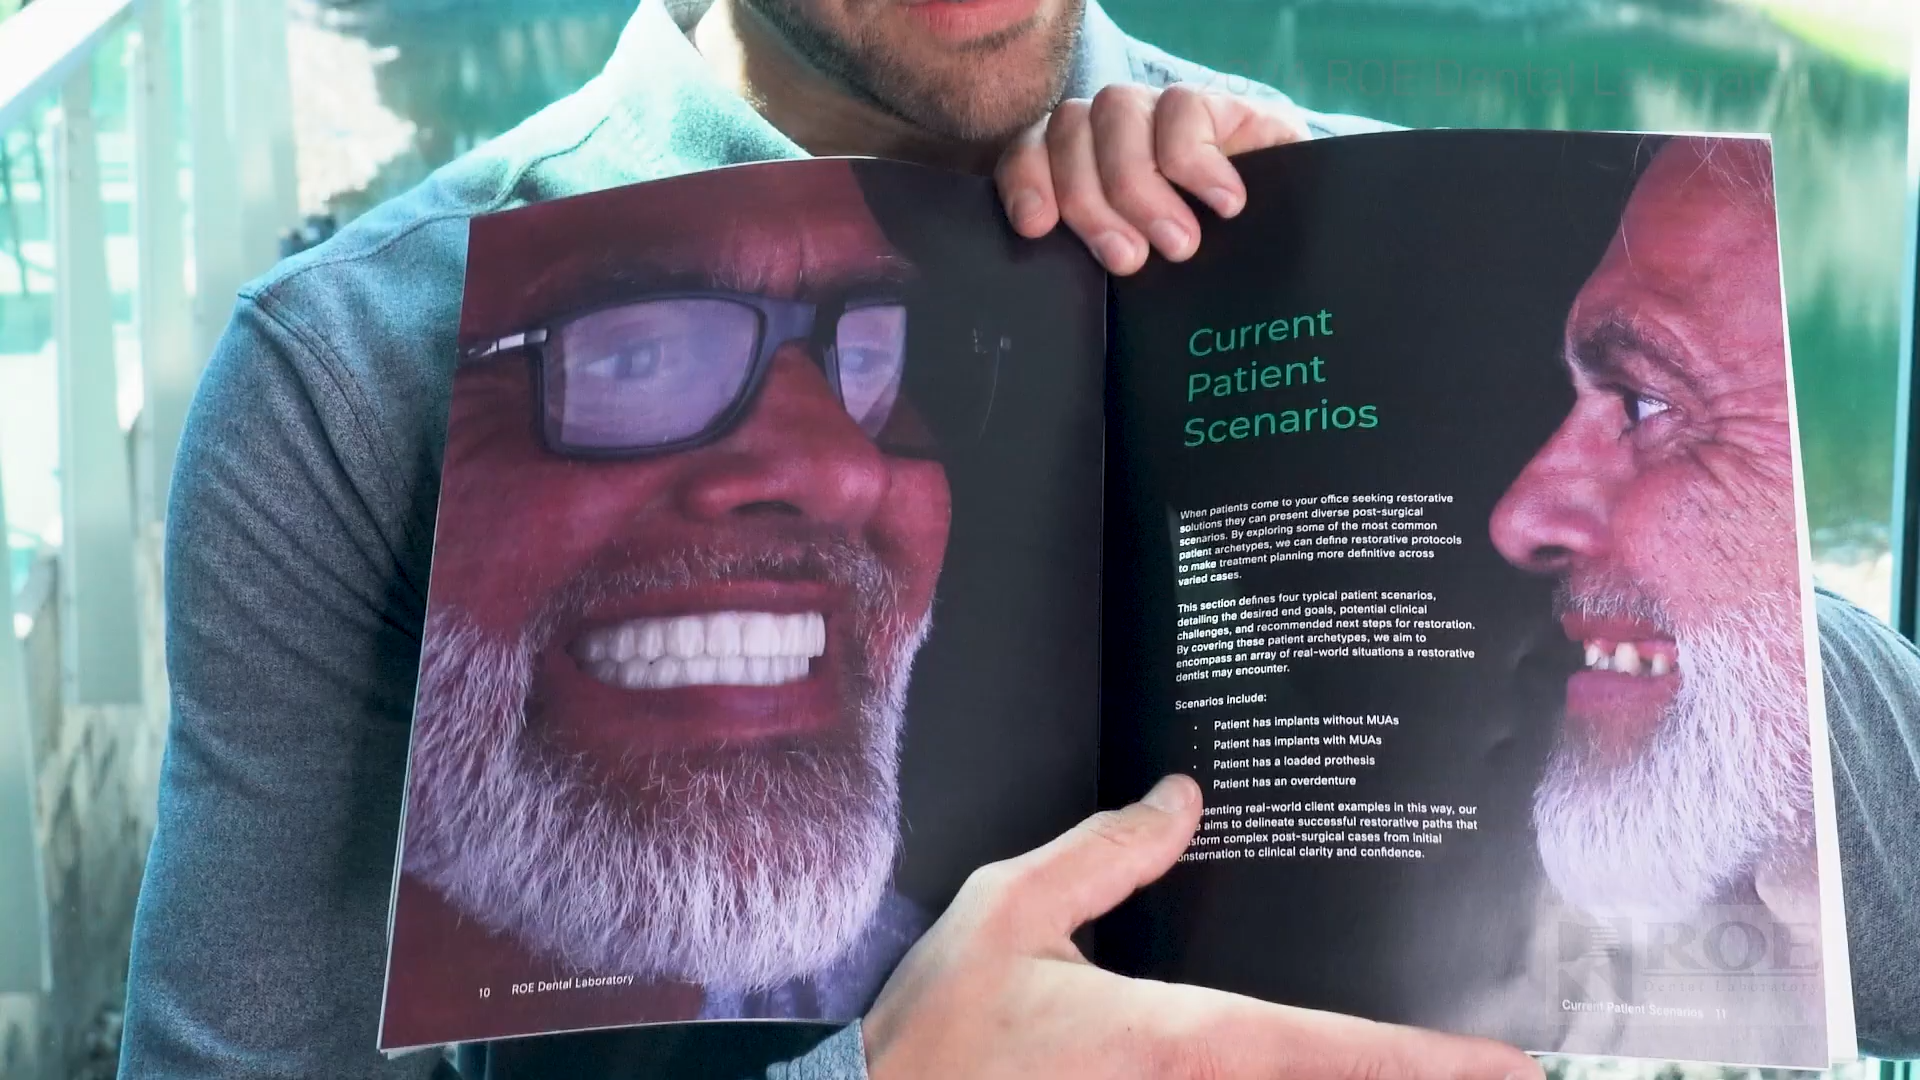 ROE Dental Laboratory
Current
Patient
Scenarios
When patients come to your office seeking restorative
solutions they can present diverse post-surgical
scenarios. By exploring some of the most common
patient archetypes, we can define restorative protocols
to make treatment planning more definitive across
varied cases.
This section defines four typical patient scenarios,
detailing the desired end goals, potential clinical
challenges, and recommended next steps for restoration.
By covering these patient archetypes, we aim to
encompass an array of real-world situations a restorative
dentist may encounter.
Scenarios include:
• Patient has implants without MUAs
• Patient has implants with MUAs
• Patient has a loaded prothesis
• Patient has an overdenture
real-world client examples in this way, our
aims to delineate successful restorative paths that
complex post-surgical cases from initial
to clinical clarity and confidence.
10 ROE Dental Laboratory
Current Patient Scenarios 11
ROE
Dental Laboratory